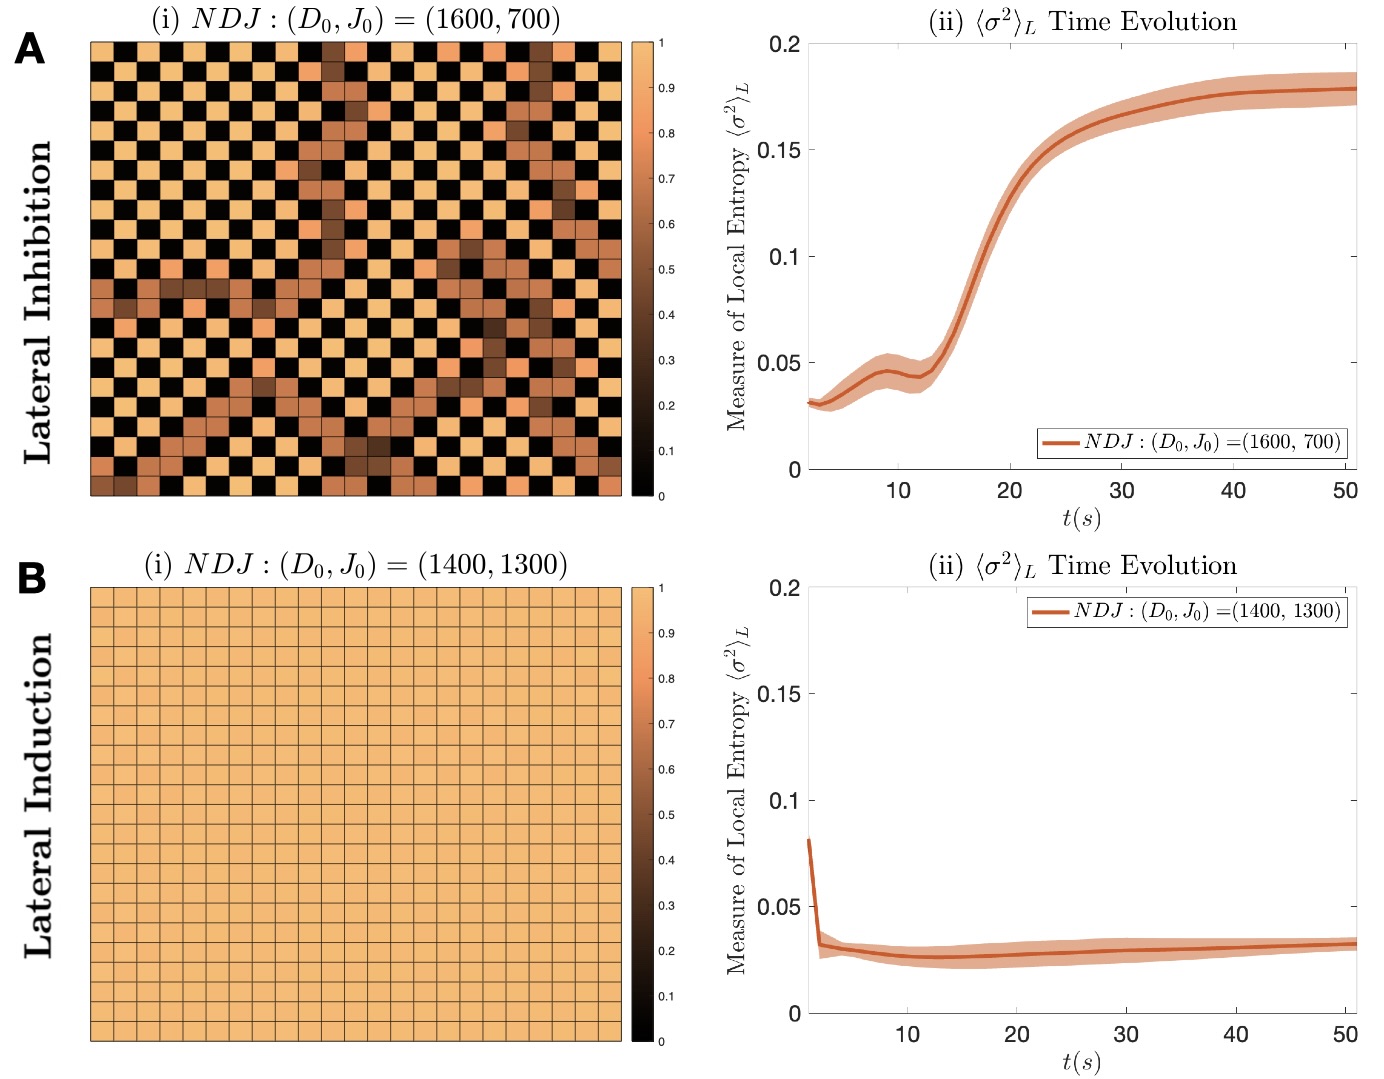 A
Lateral Inhibition
(i) NDJ : (D₀, J₀) = (1600, 700)
1
0.9
0.8
0.7
0.6
0.5
0.4
0.3
0.2
0.1
0
(ii) ⟨σ²⟩_L Time Evolution
Measure of Local Entropy ⟨σ²⟩_L
0.2
0.15
0.1
0.05
0
NDJ : (D₀, J₀) =(1600, 700)
10 20 30 40 50
t(s)
B
Lateral Induction
(i) NDJ : (D₀, J₀) = (1400, 1300)
1
0.9
0.8
0.7
0.6
0.5
0.4
0.3
0.2
0.1
0
(ii) ⟨σ²⟩_L Time Evolution
Measure of Local Entropy ⟨σ²⟩_L
0.2
NDJ : (D₀, J₀) =(1400, 1300)
0.15
0.1
0.05
0
10 20 30 40 50
t(s)